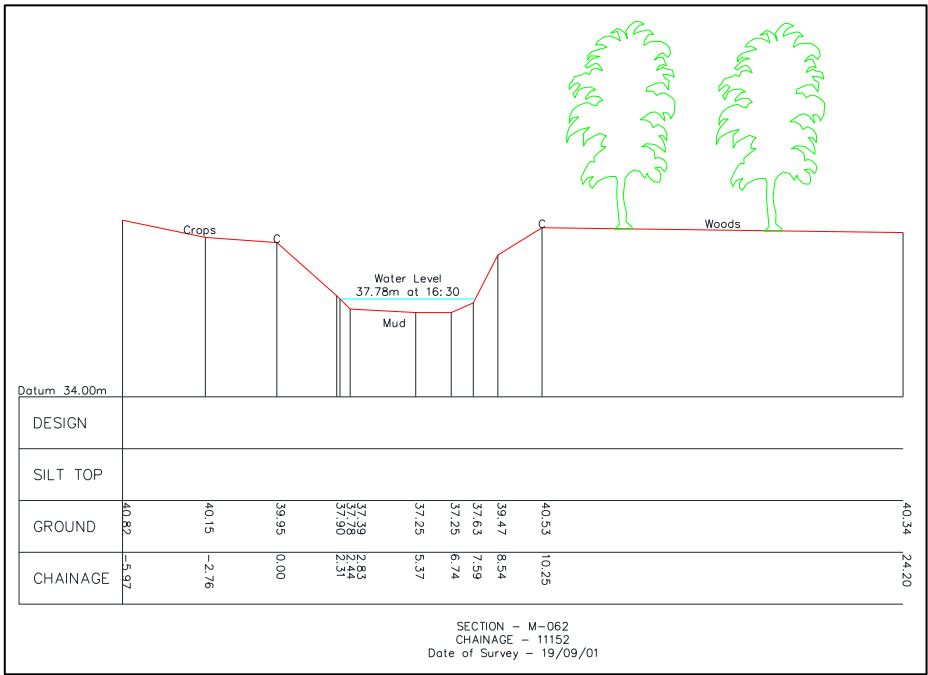 Crops
C
C
Woods
Water Level
37.78m at 16:30
Mud
Datum 34.00m
DESIGN
SILT TOP
GROUND 40.82 40.15 39.95 37.90 37.78 37.39 37.25 37.25 37.63 39.47 40.53 40.34
CHAINAGE -5.97 -2.76 0.00 2.31 2.44 2.83 5.37 6.74 7.59 8.54 10.25 24.20
SECTION - M-062
CHAINAGE - 11152
Date of Survey - 19/09/01